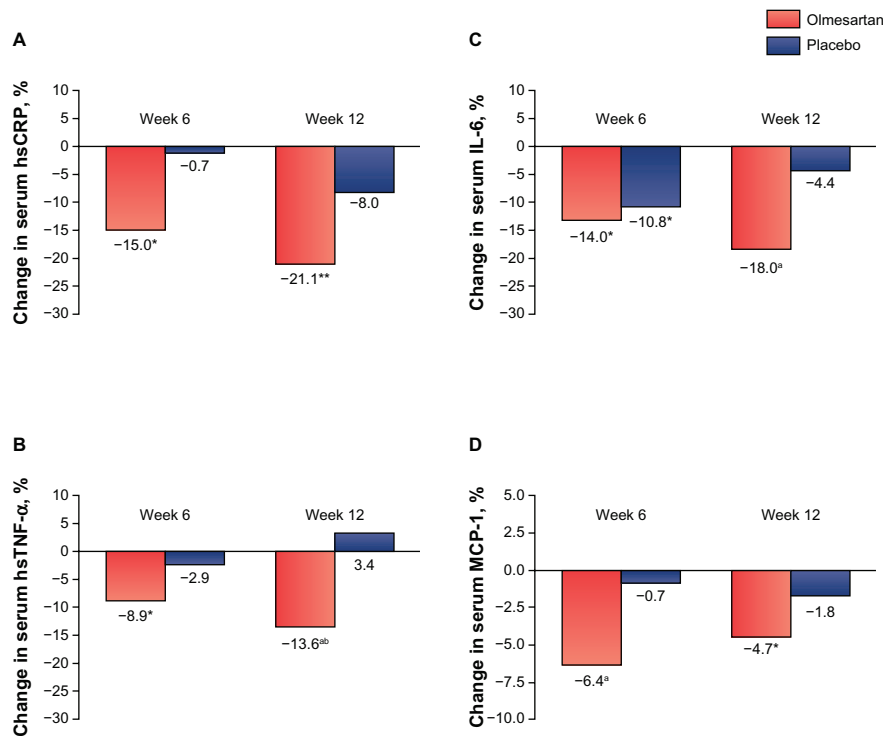 Olmesartan
Placebo
A
Change in serum hsCRP, %
10
5
0
−5
−10
−15
−20
−25
−30
Week 6
Week 12
−15.0*
−0.7
−21.1**
−8.0
C
Change in serum IL-6, %
10
5
0
−5
−10
−15
−20
−25
−30
Week 6
Week 12
−14.0*
−10.8*
−18.0ᵃ
−4.4
B
Change in serum hsTNF-α, %
10
5
0
−5
−10
−15
−20
−25
−30
Week 6
Week 12
−8.9*
−2.9
−13.6ᵃᵇ
3.4
D
Change in serum MCP-1, %
5.0
2.5
0.0
−2.5
−5.0
−7.5
−10.0
Week 6
Week 12
−6.4ᵃ
−0.7
−4.7*
−1.8